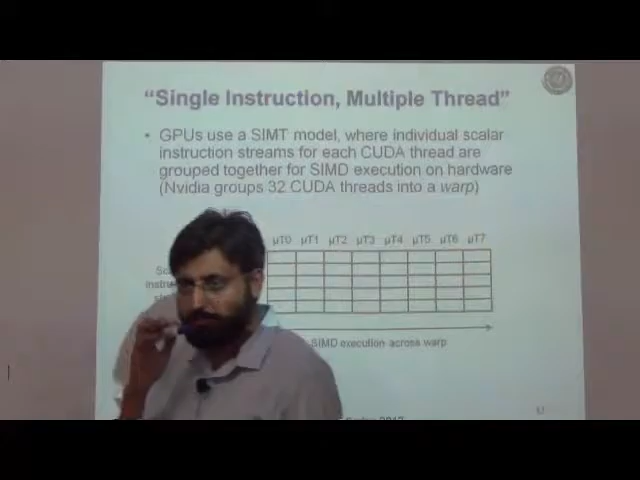 “Single Instruction, Multiple Thread”
• GPUs use a SIMT model, where individual scalar
instruction streams for each CUDA thread are
grouped together for SIMD execution on hardware
(Nvidia groups 32 CUDA threads into a warp)
µT0 µT1 µT2 µT3 µT4 µT5 µT6 µT7
SIMD execution across warp